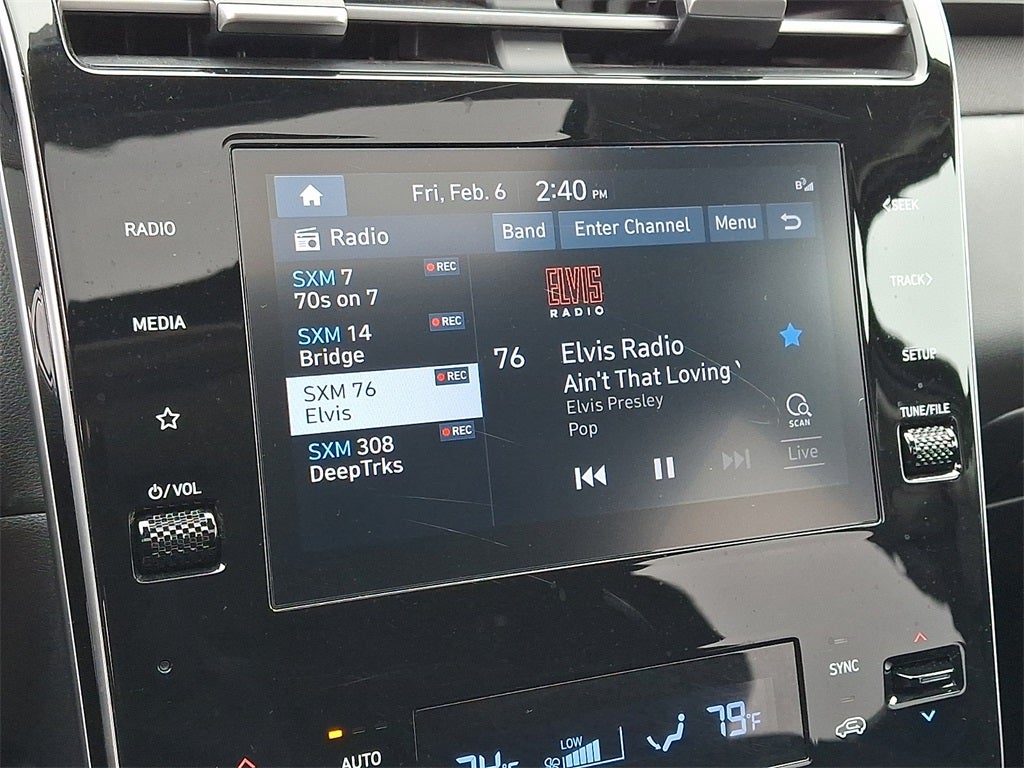 Fri, Feb. 6 2:40 PM
RADIO
SEEK
Radio Band Enter Channel Menu
SXM 7 REC
70s on 7
ELVIS
RADIO
TRACK
MEDIA
SXM 14 REC
Bridge
76
Elvis Radio
Ain't That Loving
Elvis Presley
Pop
SETUP
SXM 76 REC
Elvis
SCAN
TUNE/FILE
SXM 308 REC
DeepTrks
Live
/ VOL
SYNC
AUTO
LOW
79°F